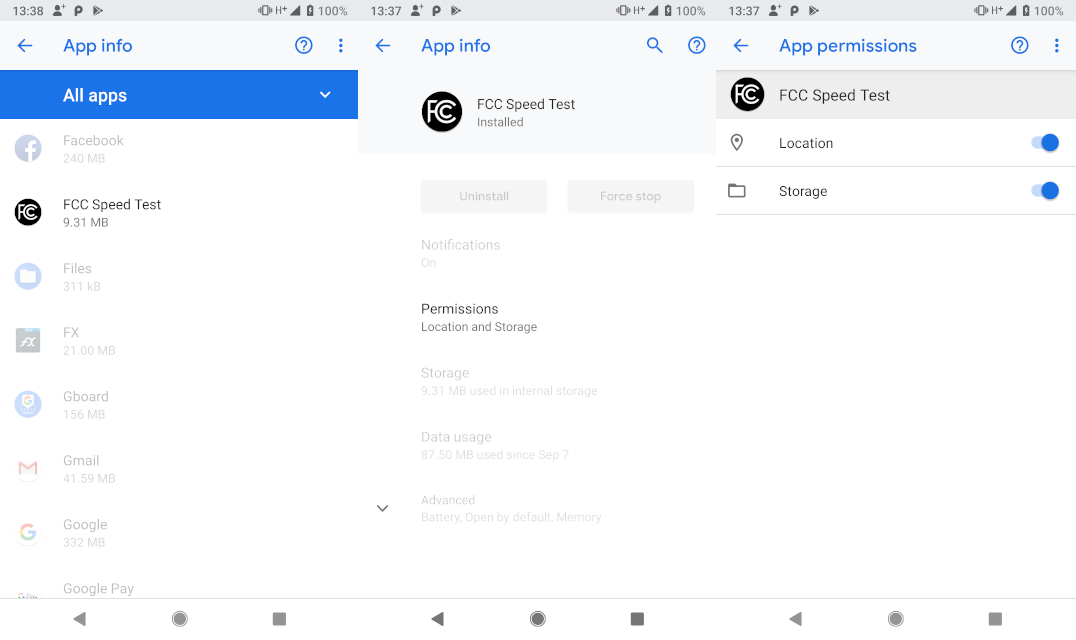 13:38 H+ 100%
App info
All apps
Facebook
240 MB
FCC Speed Test
9.31 MB
Files
311 kB
FX
21.00 MB
Gboard
156 MB
Gmail
41.59 MB
Google
332 MB
Google Pay
13:37 H+ 100%
App info
FCC Speed Test
Installed
Uninstall Force stop
Notifications
On
Permissions
Location and Storage
Storage
9.31 MB used in internal storage
Data usage
87.50 MB used since Sep 7
Advanced
Battery, Open by default, Memory
13:37 H+ 100%
App permissions
FCC FCC Speed Test
Location
Storage